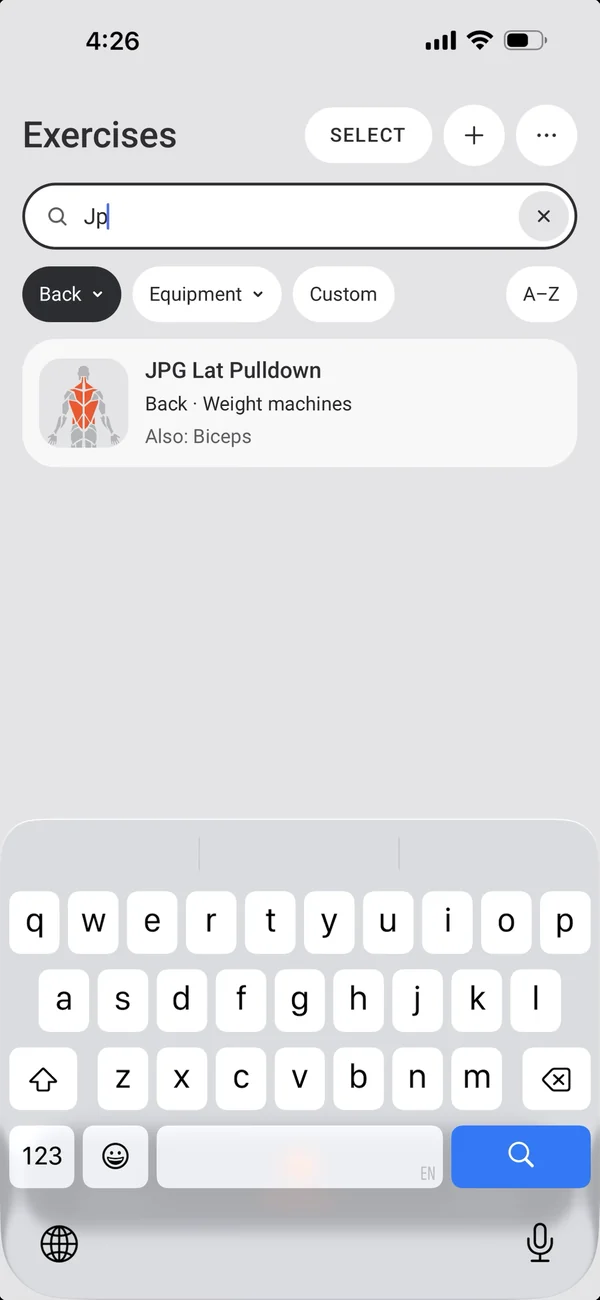 4:26
Exercises
SELECT
Jp
Back
Equipment
Custom
A–Z
JPG Lat Pulldown
Back · Weight machines
Also: Biceps
q w e r t y u i o p
a s d f g h j k l
z x c v b n m
123
EN